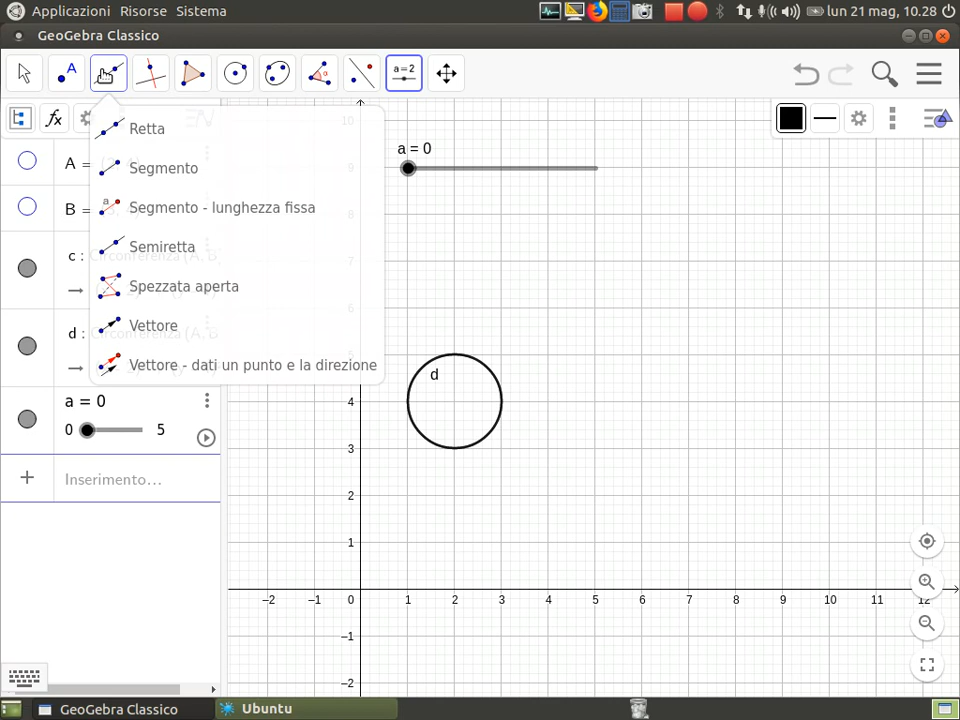 Applicazioni Risorse Sistema
lun 21 mag, 10.28
GeoGebra Classico
A
a=2
fx
Retta
Segmento
a
Segmento - lunghezza fissa
Semiretta
Spezzata aperta
Vettore
Vettore - dati un punto e la direzione
A =
B =
c : Circonferenza (A, B
→
d : Circonferenza (A, B
→
a = 0
0 5
+ Inserimento...
a = 0
d
10
9
8
7
6
5
4
3
2
1
–2 –1 0 1 2 3 4 5 6 7 8 9 10 11 12
–1
–2
GeoGebra Classico
Ubuntu